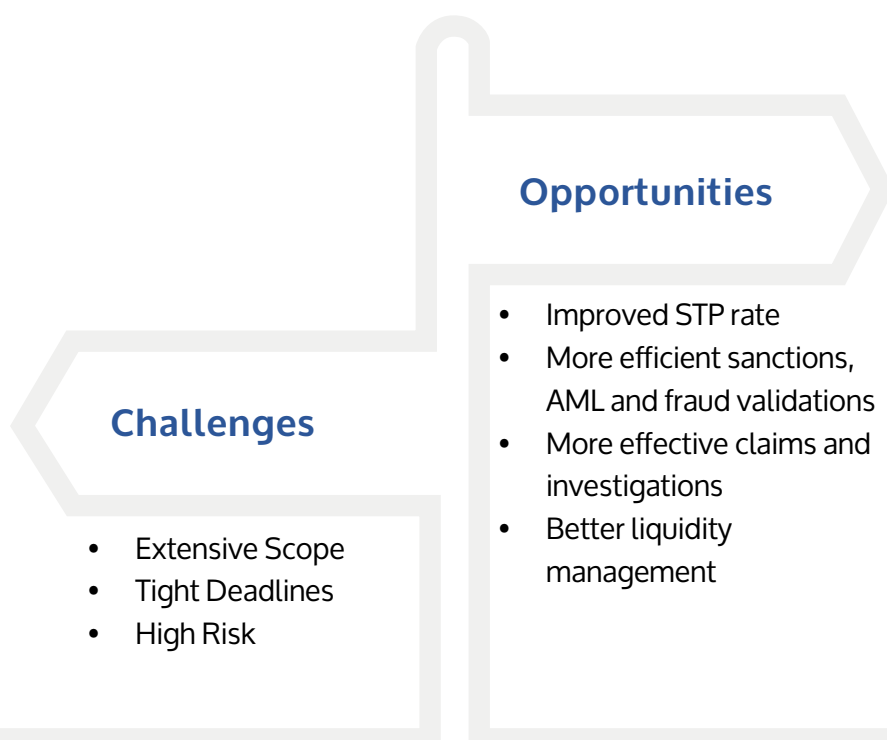 Opportunities
• Improved STP rate
• More efficient sanctions,
AML and fraud validations
• More effective claims and
investigations
• Better liquidity
management
Challenges
• Extensive Scope
• Tight Deadlines
• High Risk